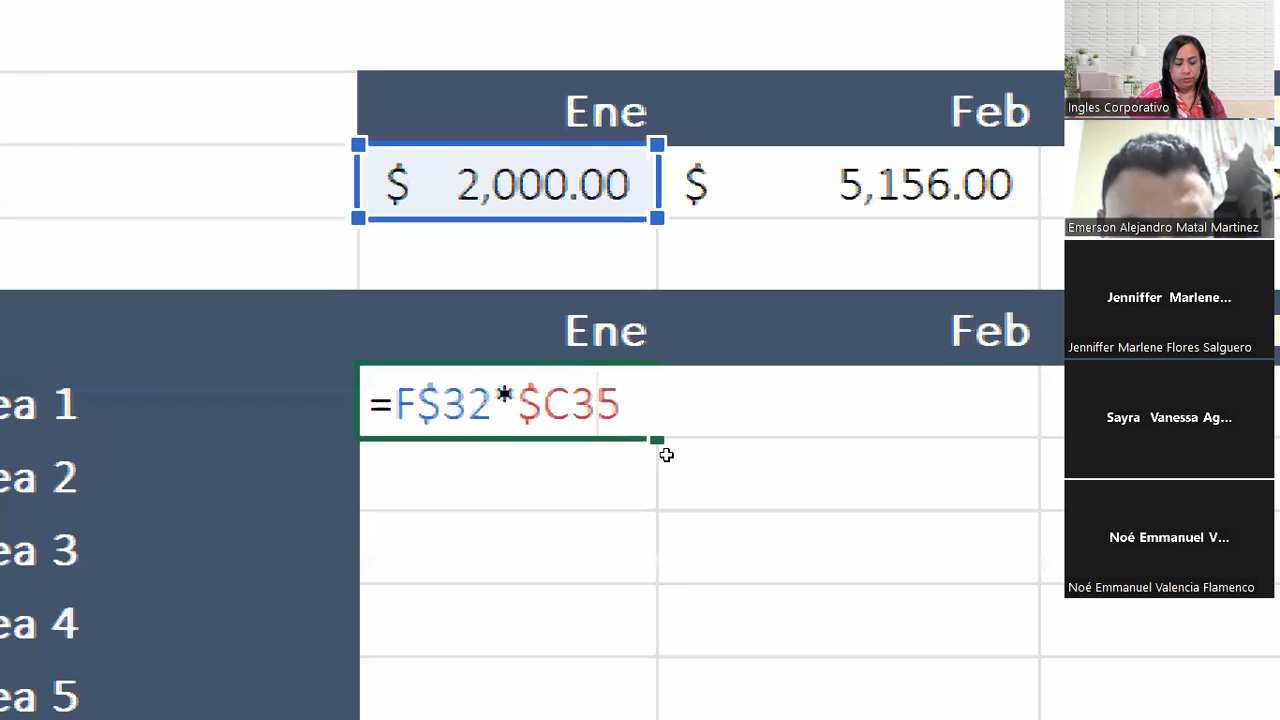 Ene Feb
$ 2,000.00 $ 5,156.00
Ene Feb
ea 1 =F$32*$C35
ea 2
ea 3
ea 4
ea 5
Ingles Corporativo
Emerson Alejandro Matal Martinez
Jenniffer Marlene...
Jenniffer Marlene Flores Salguero
Sayra Vanessa Ag...
Noé Emmanuel V...
Noé Emmanuel Valencia Flamenco